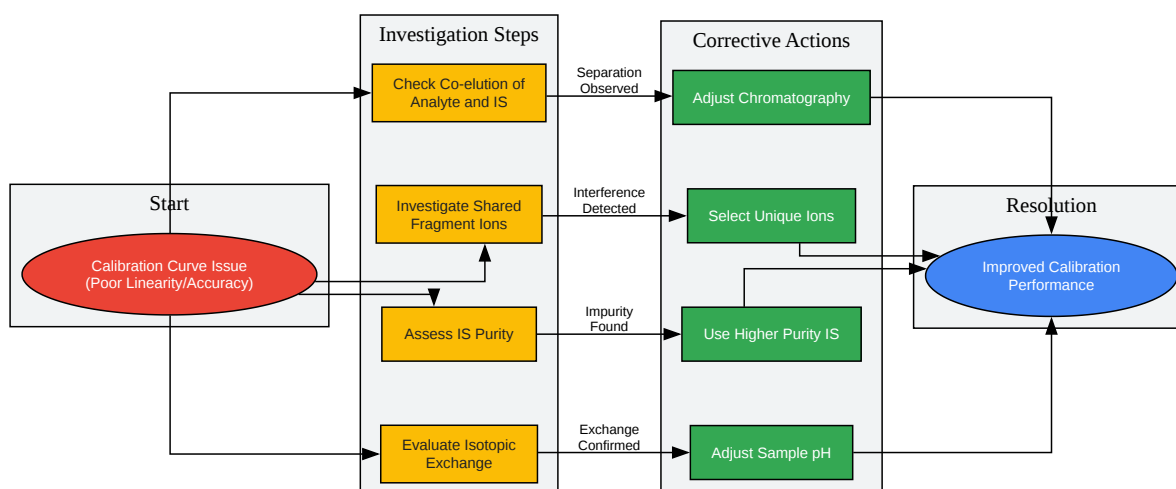 Start
Calibration Curve Issue
(Poor Linearity/Accuracy)
Investigation Steps
Check Co-elution of
Analyte and IS
Investigate Shared
Fragment Ions
Assess IS Purity
Evaluate Isotopic
Exchange
Separation
Observed
Interference
Detected
Impurity
Found
Exchange
Confirmed
Corrective Actions
Adjust Chromatography
Select Unique Ions
Use Higher Purity IS
Adjust Sample pH
Resolution
Improved Calibration
Performance